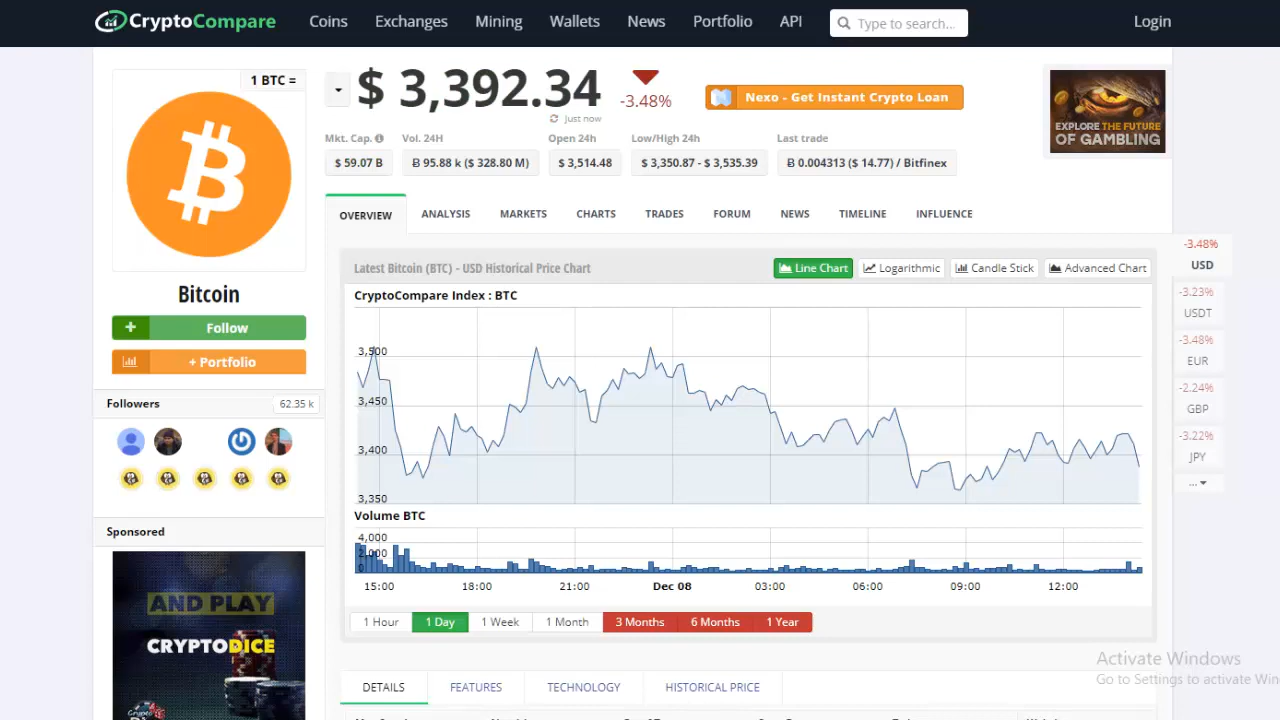 CryptoCompare
Coins Exchanges Mining Wallets News Portfolio API Type to search... Login
1 BTC =
$ 3,392.34
-3.48%
Just now
Nexo - Get Instant Crypto Loan
EXPLORE THE FUTURE
OF GAMBLING
Mkt. Cap. Vol. 24H Open 24h Low/High 24h Last trade
$ 59.07 B Ƀ 95.88 k ($ 328.80 M) $ 3,514.48 $ 3,350.87 - $ 3,535.39 Ƀ 0.004313 ($ 14.77) / Bitfinex
OVERVIEW ANALYSIS MARKETS CHARTS TRADES FORUM NEWS TIMELINE INFLUENCE
Bitcoin
+ Follow
+ Portfolio
Followers 62.35 k
Sponsored
AND PLAY
CRYPTODICE
Latest Bitcoin (BTC) - USD Historical Price Chart
Line Chart Logarithmic Candle Stick Advanced Chart
CryptoCompare Index : BTC
3,500
3,450
3,400
3,350
Volume BTC
4,000
2,000
0
15:00 18:00 21:00 Dec 08 03:00 06:00 09:00 12:00
1 Hour 1 Day 1 Week 1 Month 3 Months 6 Months 1 Year
-3.48%
USD
-3.23%
USDT
-3.48%
EUR
-2.24%
GBP
-3.22%
JPY
...
DETAILS FEATURES TECHNOLOGY HISTORICAL PRICE
Activate Windows
Go to Settings to activate Win